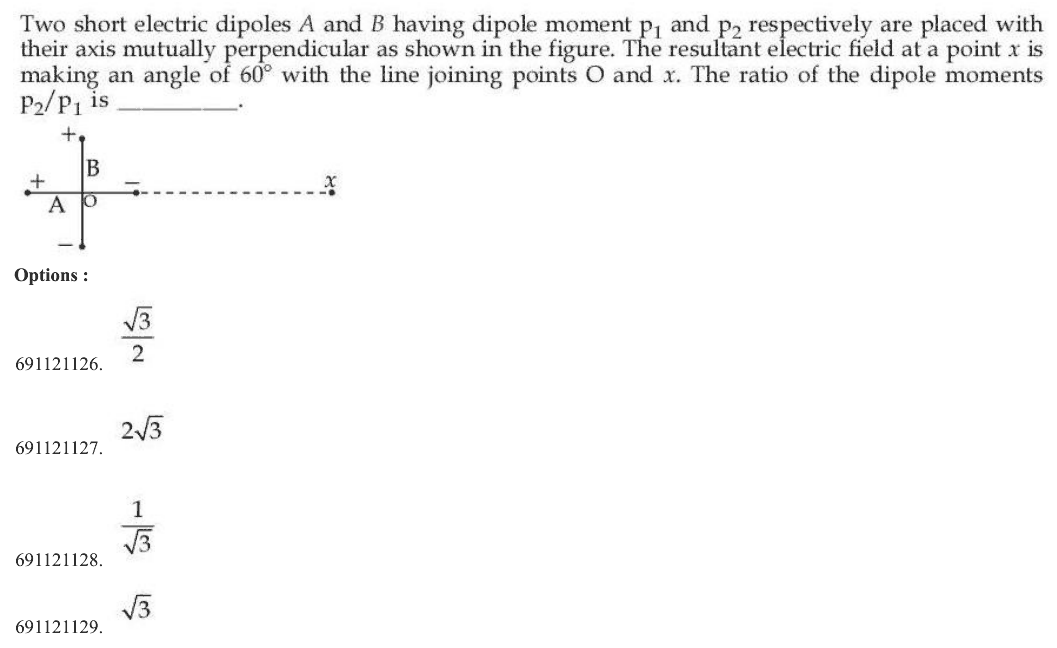 Two short electric dipoles A and B having dipole moment p₁ and p₂ respectively are placed with
their axis mutually perpendicular as shown in the figure. The resultant electric field at a point x is
making an angle of 60° with the line joining points O and x. The ratio of the dipole moments
p₂/p₁ is ________.
+
B
+ − x
A O
−
Options :
691121126. √3/2
691121127. 2√3
691121128. 1/√3
691121129. √3